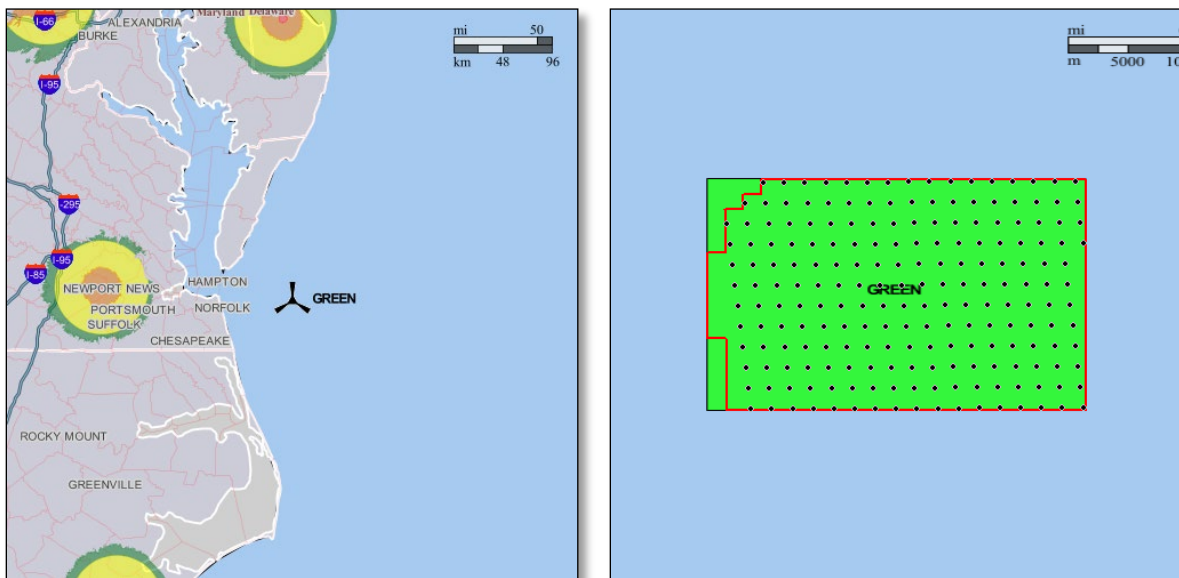 Maryland Delaware
I-66
ALEXANDRIA
BURKE
mi 50
km 48 96
I-95
-295
I-95
I-85
NEWPORT NEWS
HAMPTON
PORTSMOUTH
NORFOLK
SUFFOLK
GREEN
CHESAPEAKE
ROCKY MOUNT
GREENVILLE
mi
m 5000
GREEN